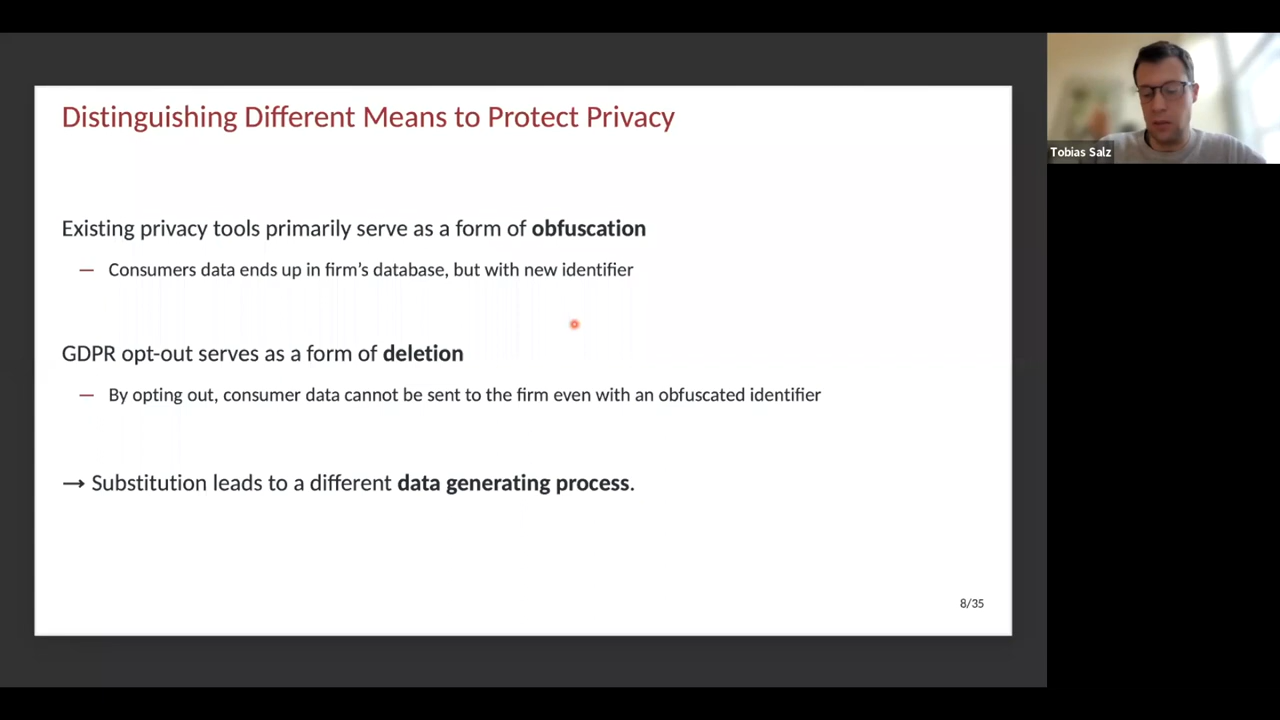 Distinguishing Different Means to Protect Privacy
Existing privacy tools primarily serve as a form of obfuscation
— Consumers data ends up in firm's database, but with new identifier
GDPR opt-out serves as a form of deletion
— By opting out, consumer data cannot be sent to the firm even with an obfuscated identifier
→ Substitution leads to a different data generating process.
8/35
Tobias Salz